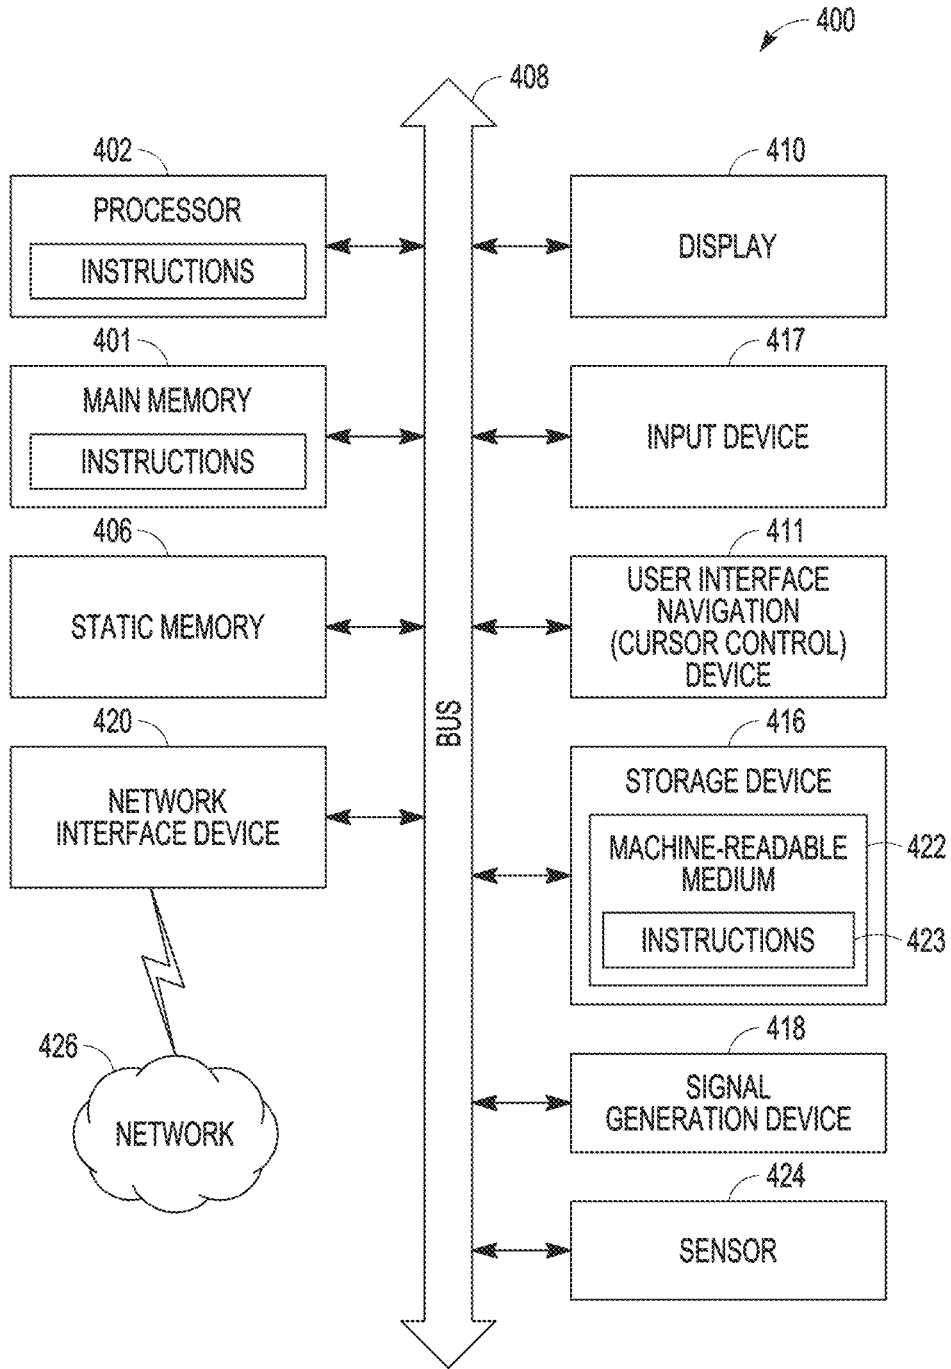 400
408
402
PROCESSOR
INSTRUCTIONS
401
MAIN MEMORY
INSTRUCTIONS
406
STATIC MEMORY
420
NETWORK
INTERFACE DEVICE
426
NETWORK
BUS
410
DISPLAY
417
INPUT DEVICE
411
USER INTERFACE
NAVIGATION
(CURSOR CONTROL)
DEVICE
416
STORAGE DEVICE
MACHINE-READABLE
MEDIUM
422
INSTRUCTIONS
423
418
SIGNAL
GENERATION DEVICE
424
SENSOR